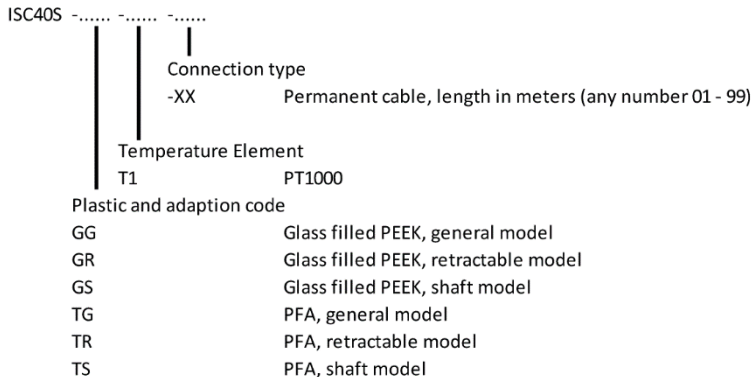 ISC40S -...... -...... -......
Connection type
-XX Permanent cable, length in meters (any number 01 - 99)
Temperature Element
T1 PT1000
Plastic and adaption code
GG Glass filled PEEK, general model
GR Glass filled PEEK, retractable model
GS Glass filled PEEK, shaft model
TG PFA, general model
TR PFA, retractable model
TS PFA, shaft model